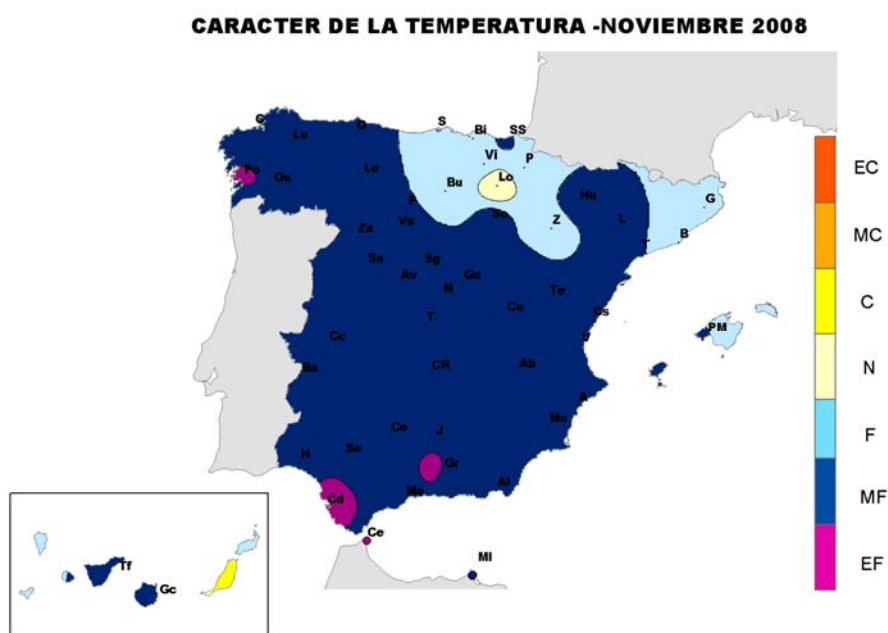 CARACTER DE LA TEMPERATURA -NOVIEMBRE 2008
C
O
S
Bi
SS
Lu
Vi
P
Po
Ou
Le
Bu
Lo
Hu
G
P
Va
So
Z
L
B
Za
T
Sa
Sg
Av
Gu
M
Te
Cu
Cs
T
PM
Cc
V
Ba
CR
Ab
A
Co
J
Mu
H
Se
Gr
Cd
Ma
Al
Ce
Ml
Tf
Gc
EC
MC
C
N
F
MF
EF